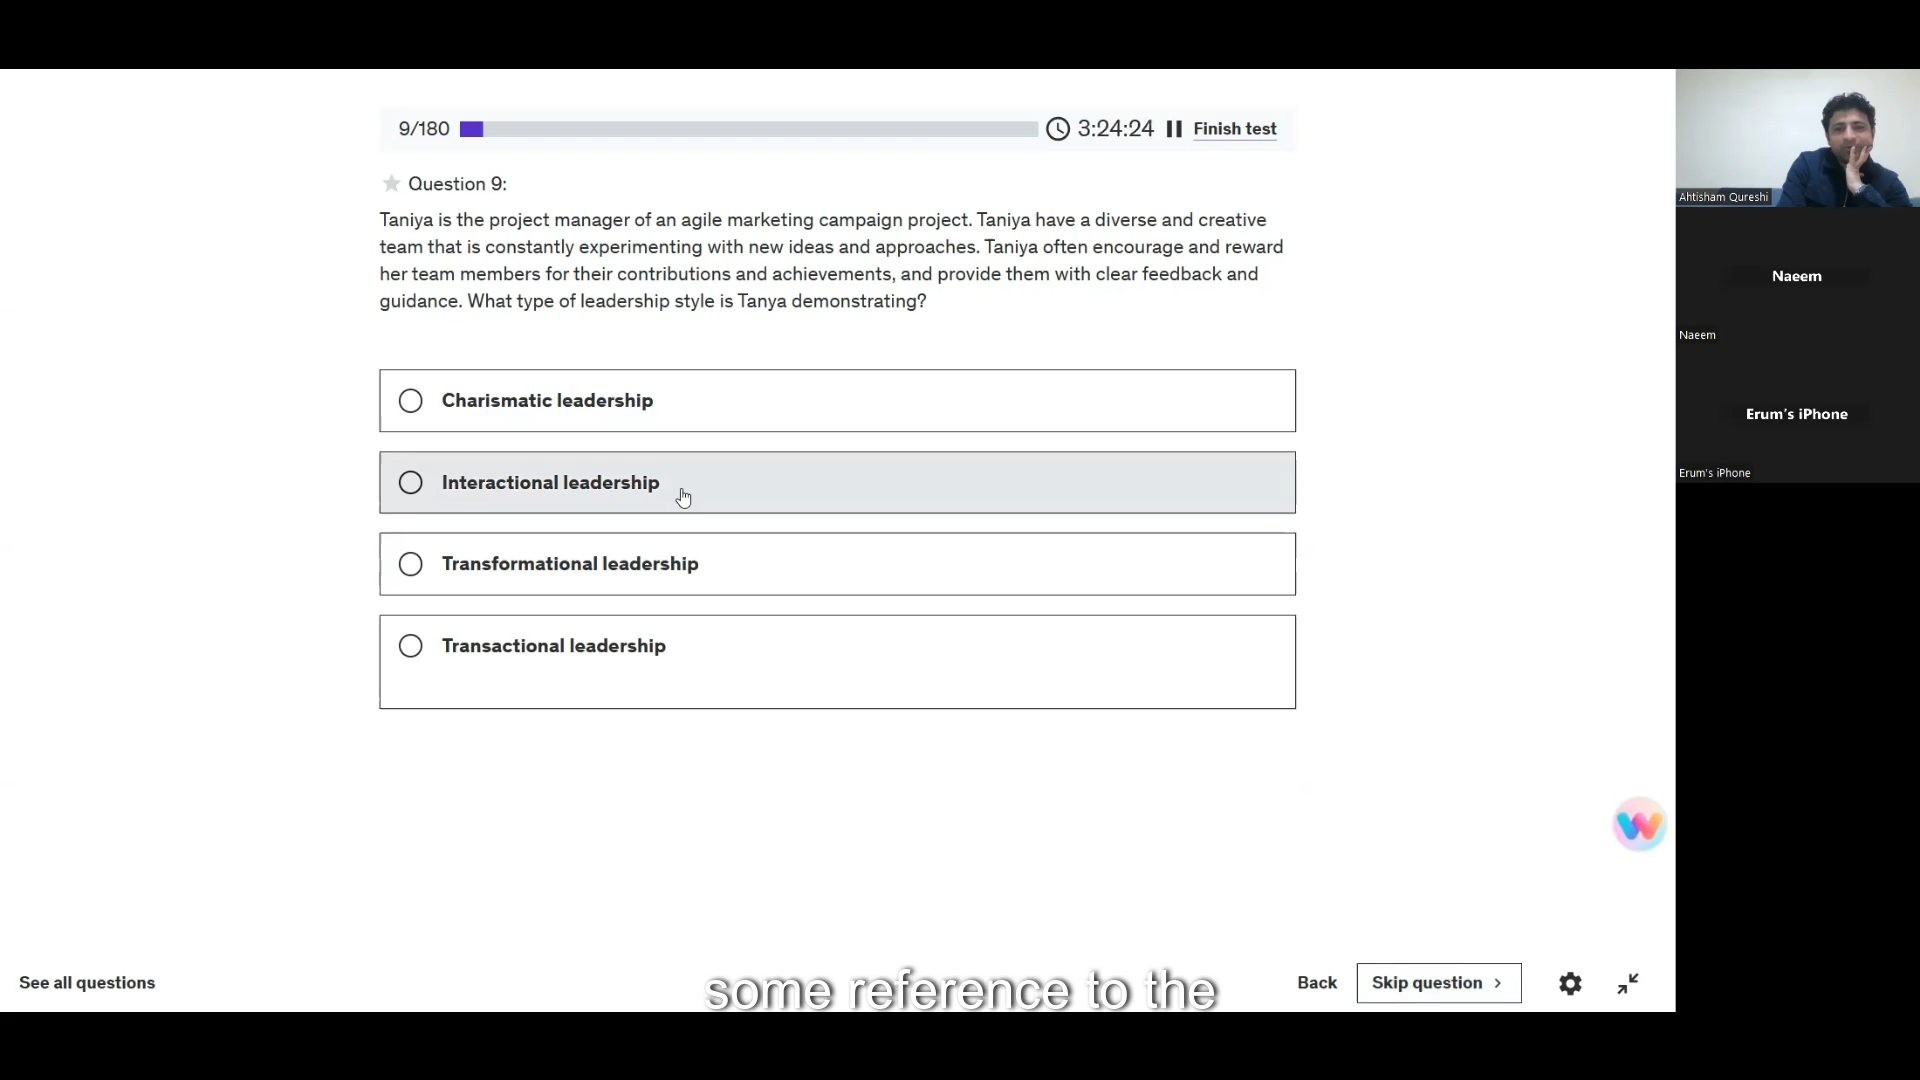 9/180
3:24:24
Finish test
Question 9:
Taniya is the project manager of an agile marketing campaign project. Taniya have a diverse and creative
team that is constantly experimenting with new ideas and approaches. Taniya often encourage and reward
her team members for their contributions and achievements, and provide them with clear feedback and
guidance. What type of leadership style is Tanya demonstrating?
Charismatic leadership
Interactional leadership
Transformational leadership
Transactional leadership
See all questions
some reference to the
Back
Skip question
Ahtisham Qureshi
Naeem
Naeem
Erum's iPhone
Erum's iPhone